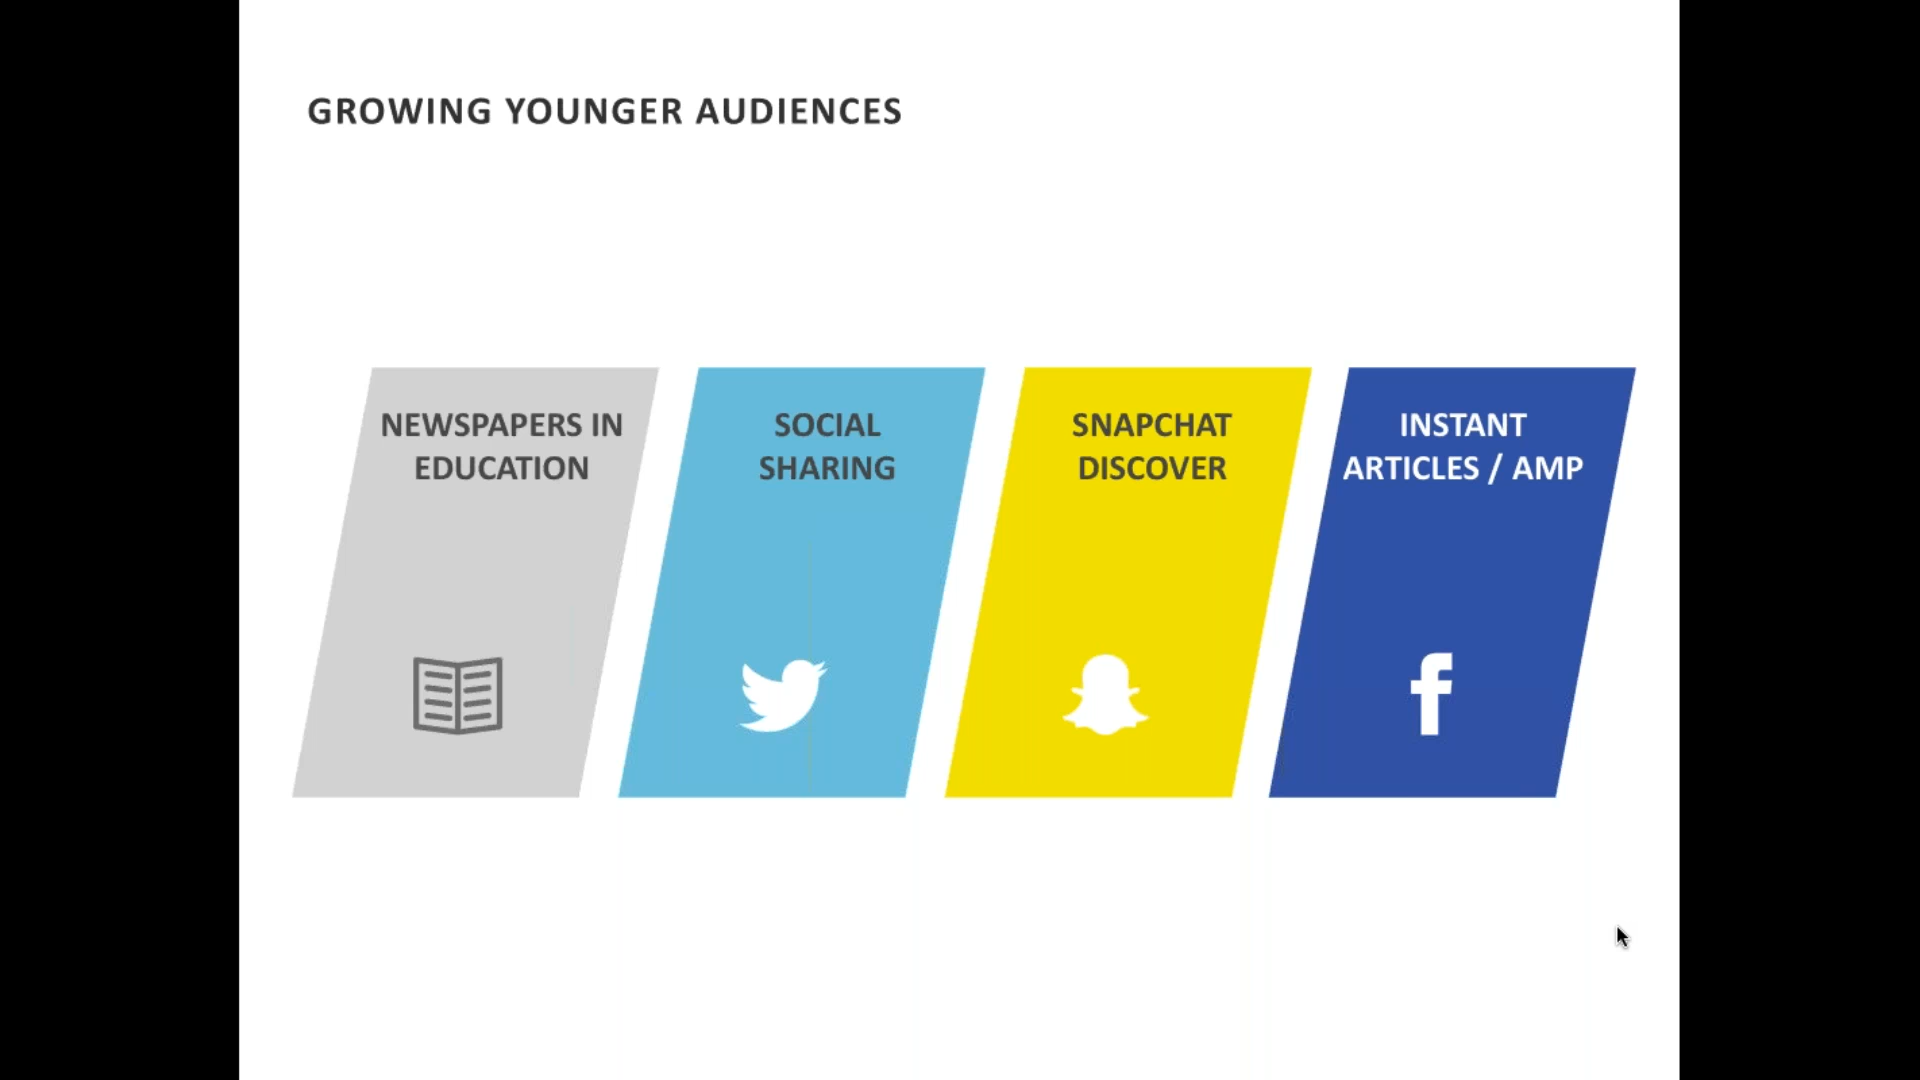 GROWING YOUNGER AUDIENCES
NEWSPAPERS IN
EDUCATION
SOCIAL
SHARING
SNAPCHAT
DISCOVER
INSTANT
ARTICLES / AMP